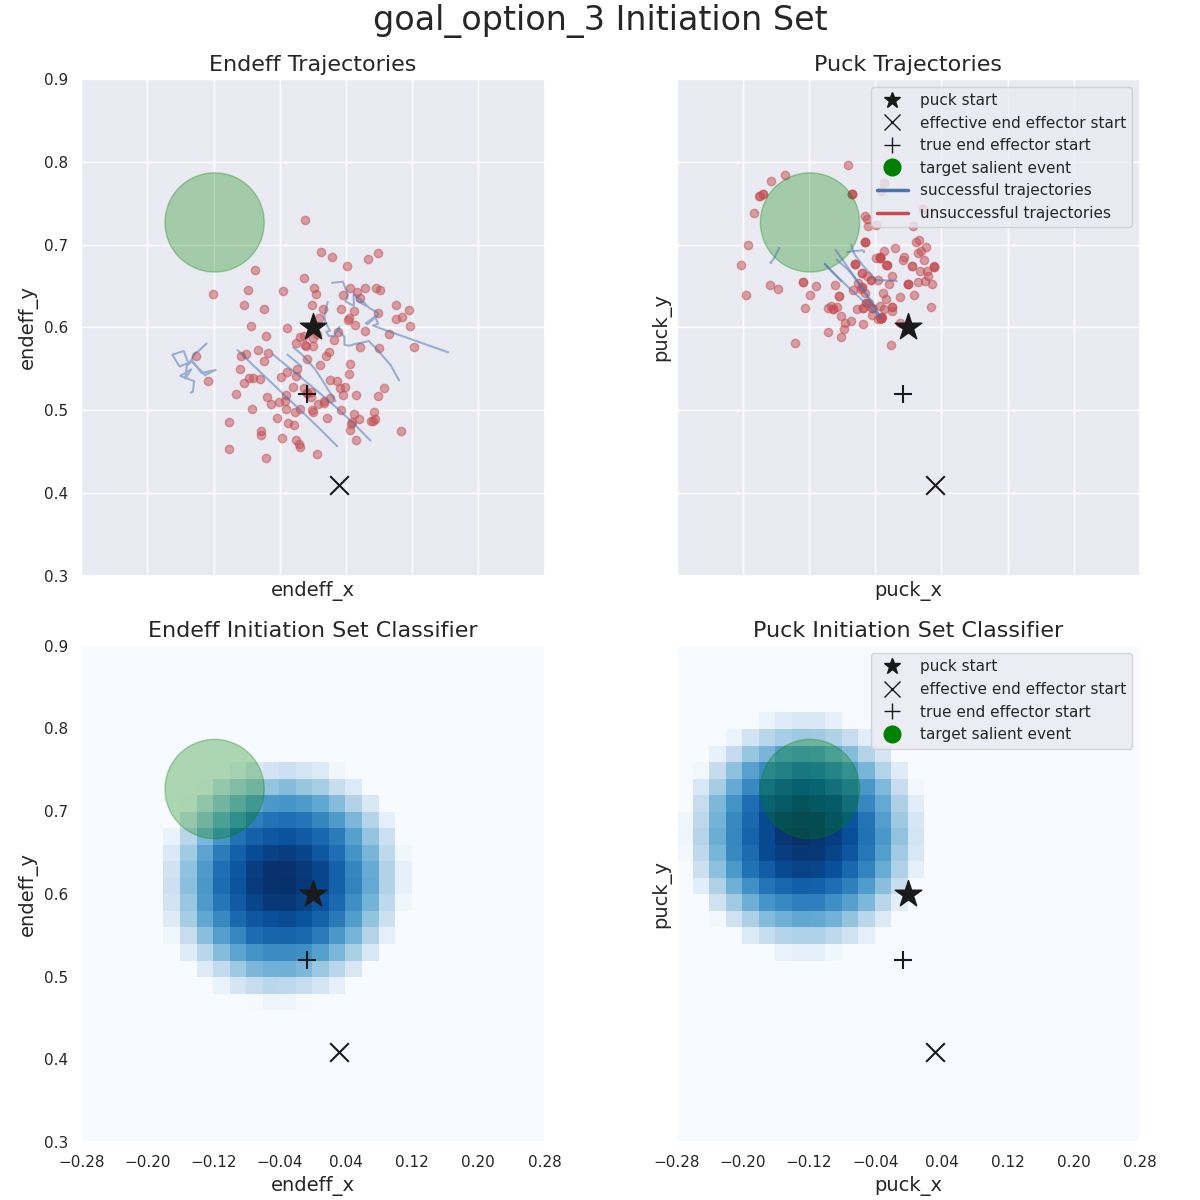 goal_option_3 Initiation Set
Endeff Trajectories
endeff_y
0.9
0.8
0.7
0.6
0.5
0.4
0.3
endeff_x
Puck Trajectories
puck_y
puck start
effective end effector start
true end effector start
target salient event
successful trajectories
unsuccessful trajectories
puck_x
Endeff Initiation Set Classifier
endeff_y
0.9
0.8
0.7
0.6
0.5
0.4
0.3
−0.28 −0.20 −0.12 −0.04 0.04 0.12 0.20 0.28
endeff_x
Puck Initiation Set Classifier
puck_y
puck start
effective end effector start
true end effector start
target salient event
−0.28 −0.20 −0.12 −0.04 0.04 0.12 0.20 0.28
puck_x